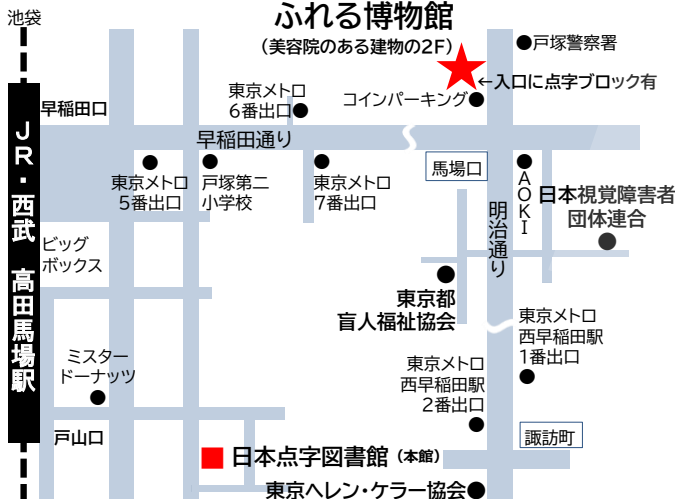 池袋
ふれる博物館
（美容院のある建物の2F）
戸塚警察署
←入口に点字ブロック有
コインパーキング
東京メトロ
6番出口
早稲田口
早稲田通り
JR・西武 高田馬場駅
東京メトロ
5番出口
戸塚第二
小学校
東京メトロ
7番出口
馬場口
AOKI
日本視覚障害者
団体連合
明治通り
ビッグ
ボックス
東京都
盲人福祉協会
東京メトロ
西早稲田駅
1番出口
ミスター
ドーナッツ
東京メトロ
西早稲田駅
2番出口
戸山口
諏訪町
日本点字図書館（本館）
東京ヘレン・ケラー協会